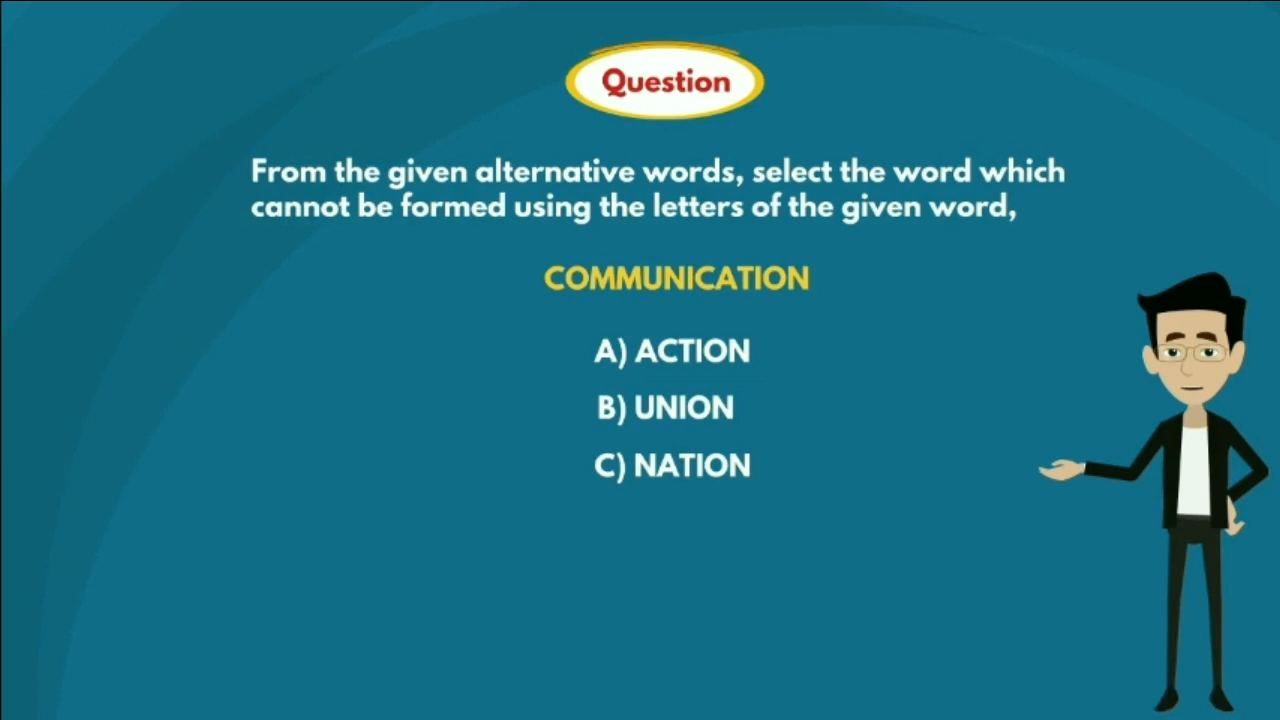 Question
From the given alternative words, select the word which
cannot be formed using the letters of the given word,
COMMUNICATION
A) ACTION
B) UNION
C) NATION